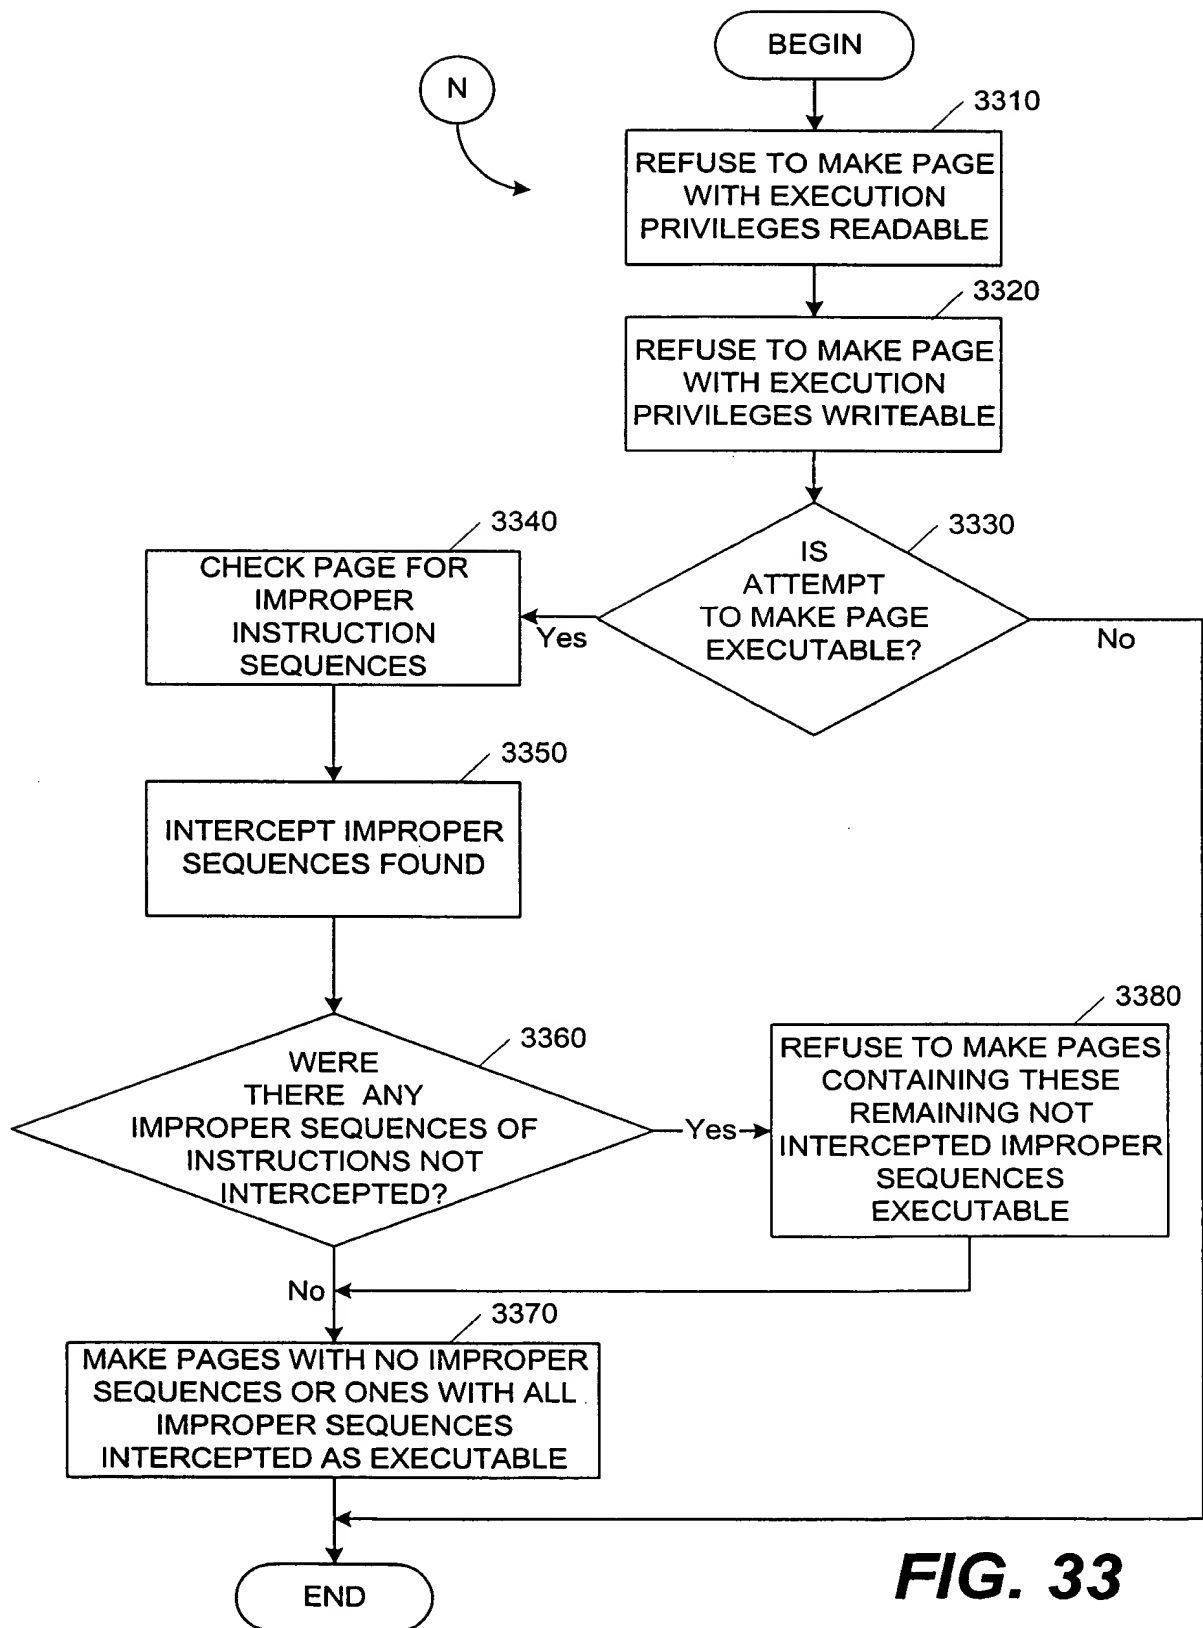 BEGIN
N
3310
REFUSE TO MAKE PAGE
WITH EXECUTION
PRIVILEGES READABLE
3320
REFUSE TO MAKE PAGE
WITH EXECUTION
PRIVILEGES WRITEABLE
3330
IS
ATTEMPT
TO MAKE PAGE
EXECUTABLE?
Yes
No
3340
CHECK PAGE FOR
IMPROPER
INSTRUCTION
SEQUENCES
3350
INTERCEPT IMPROPER
SEQUENCES FOUND
3360
WERE
THERE ANY
IMPROPER SEQUENCES OF
INSTRUCTIONS NOT
INTERCEPTED?
Yes
3380
REFUSE TO MAKE PAGES
CONTAINING THESE
REMAINING NOT
INTERCEPTED IMPROPER
SEQUENCES
EXECUTABLE
No
3370
MAKE PAGES WITH NO IMPROPER
SEQUENCES OR ONES WITH ALL
IMPROPER SEQUENCES
INTERCEPTED AS EXECUTABLE
END
FIG. 33